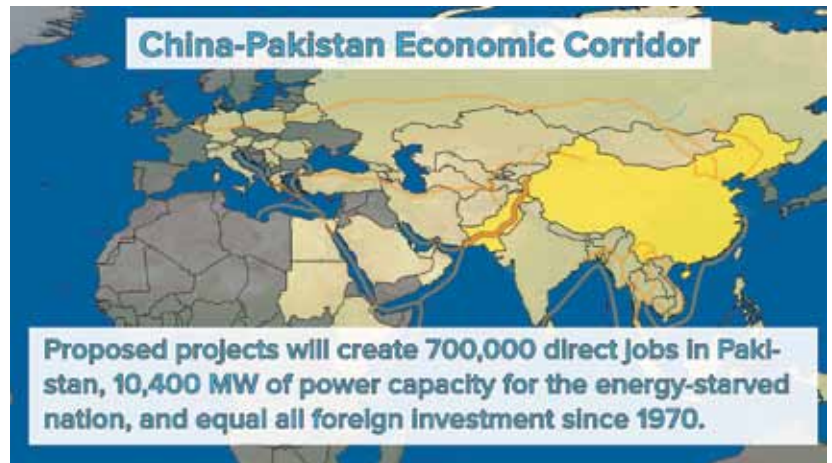 China-Pakistan Economic Corridor
Proposed projects will create 700,000 direct jobs in Paki-
stan, 10,400 MW of power capacity for the energy-starved
nation, and equal all foreign investment since 1970.